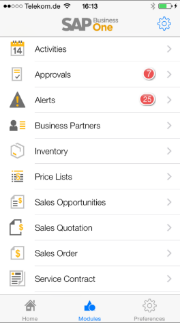 Telekom.de 16:13
SAP Business One
14 Activities
Approvals 7
Alerts 25
Business Partners
Inventory
Price Lists
Sales Opportunities
Sales Quotation
Sales Order
Service Contract
Home Modules Preferences